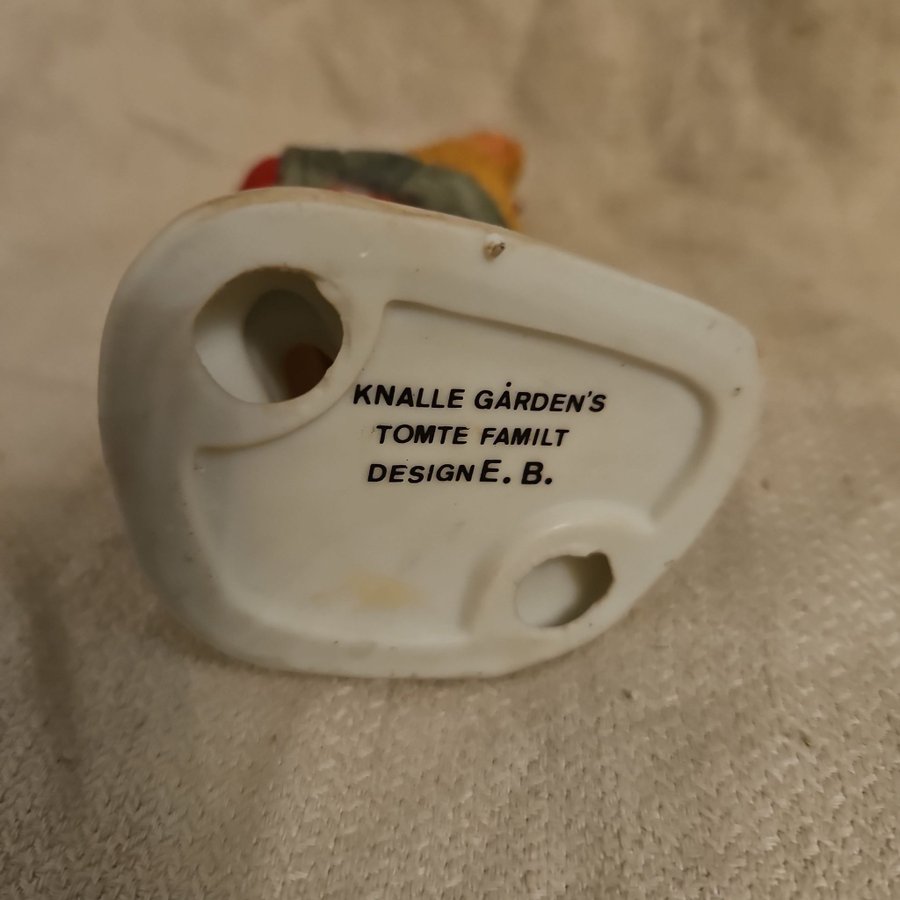 KNALLE GÅRDEN'S
TOMTE FAMILT
DESIGN E. B.